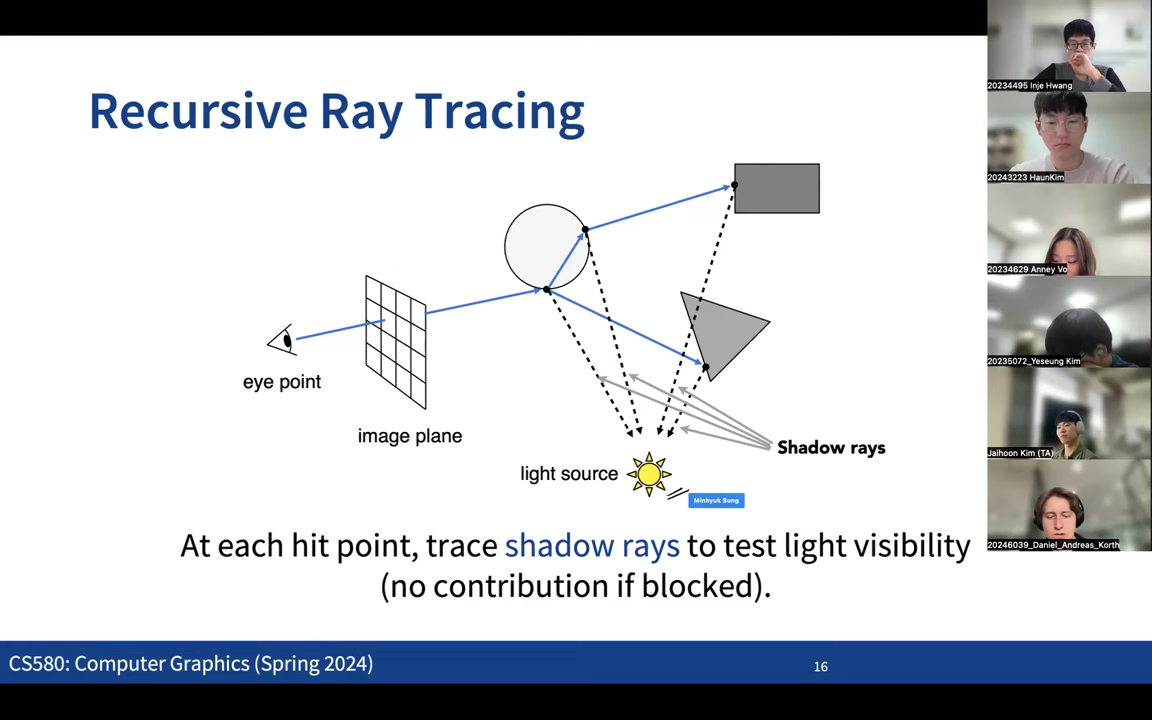 Recursive Ray Tracing
eye point
image plane
light source
Shadow rays
Minhyuk Sung
At each hit point, trace shadow rays to test light visibility
(no contribution if blocked).
CS580: Computer Graphics (Spring 2024)
16
20234495 Inje Hwang
20243223 HaunKim
20234629 Anney Vo
20235072_Yeseung Kim
Jaihoon Kim (TA)
20246039_Daniel_Andreas_Korth